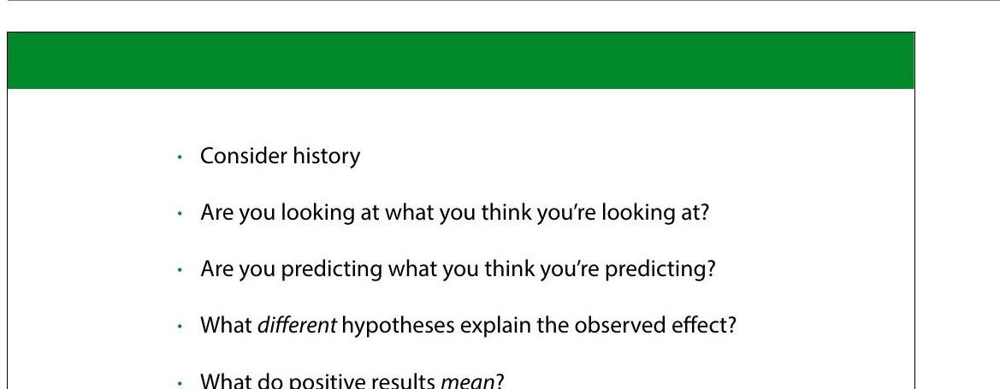 • Consider history
• Are you looking at what you think you're looking at?
• Are you predicting what you think you're predicting?
• What different hypotheses explain the observed effect?
• What do positive results mean?